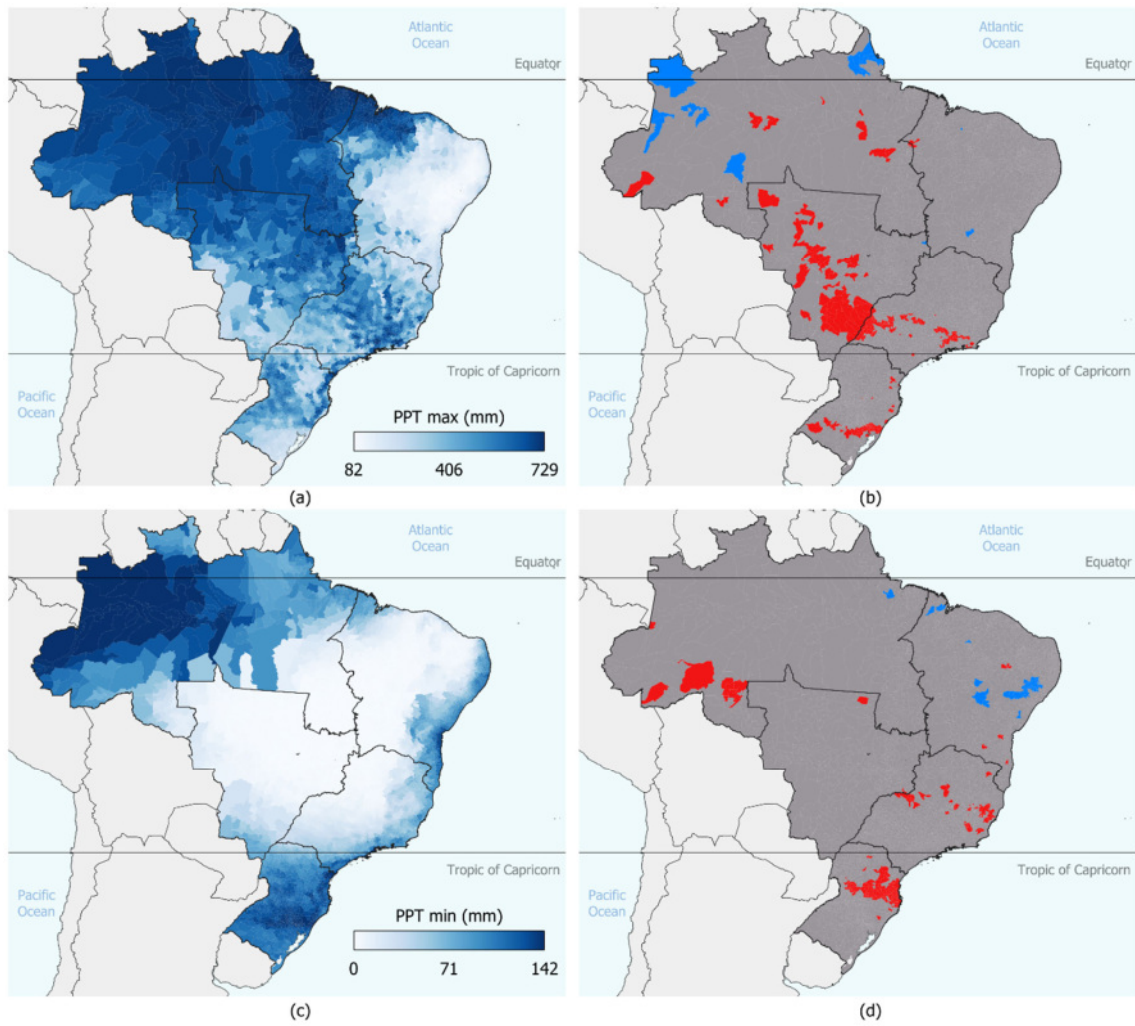 Atlantic
Ocean
Equator
Tropic of Capricorn
Pacific
Ocean
PPT max (mm)
82 406 729
(a)
Atlantic
Ocean
Equator
Tropic of Capricorn
Pacific
Ocean
(b)
Atlantic
Ocean
Equator
Tropic of Capricorn
Pacific
Ocean
PPT min (mm)
0 71 142
(c)
Atlantic
Ocean
Equator
Tropic of Capricorn
Pacific
Ocean
(d)